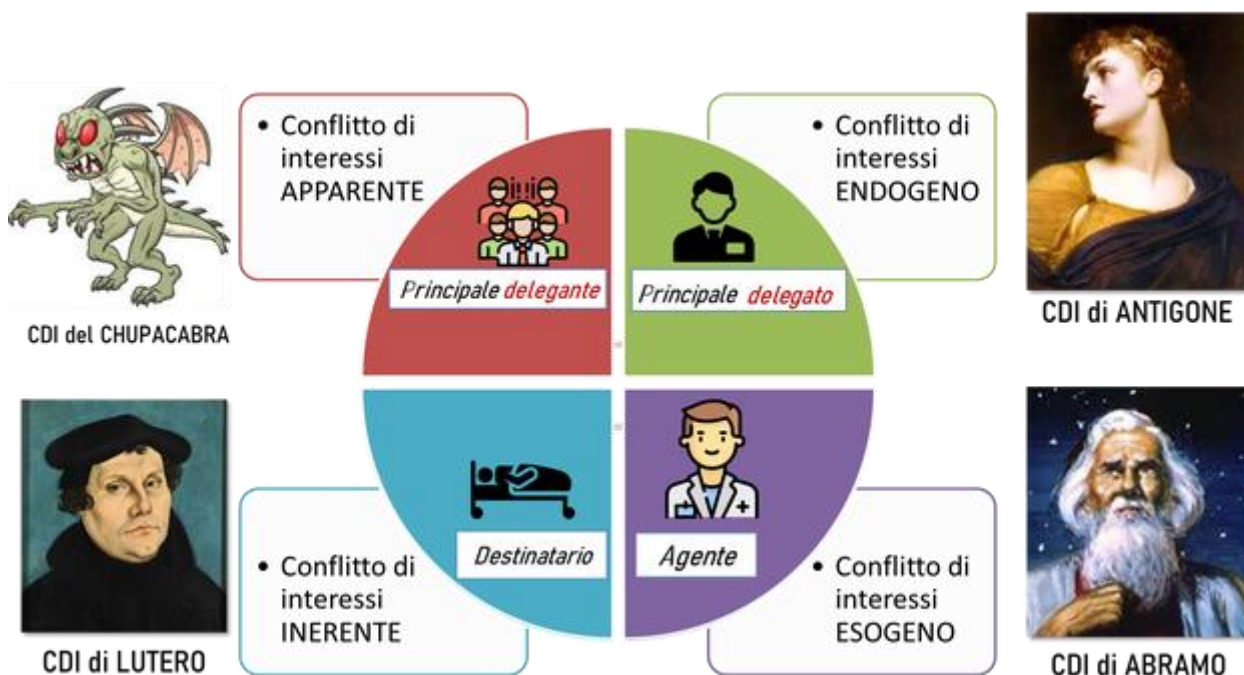 • Conflitto di
interessi
APPARENTE
• Conflitto di
interessi
ENDOGENO
Principale delegante
Principale delegato
CDI del CHUPACABRA
CDI di ANTIGONE
Destinatario
Agente
• Conflitto di
interessi
INERENTE
• Conflitto di
interessi
ESOGENO
CDI di LUTERO
CDI di ABRAMO